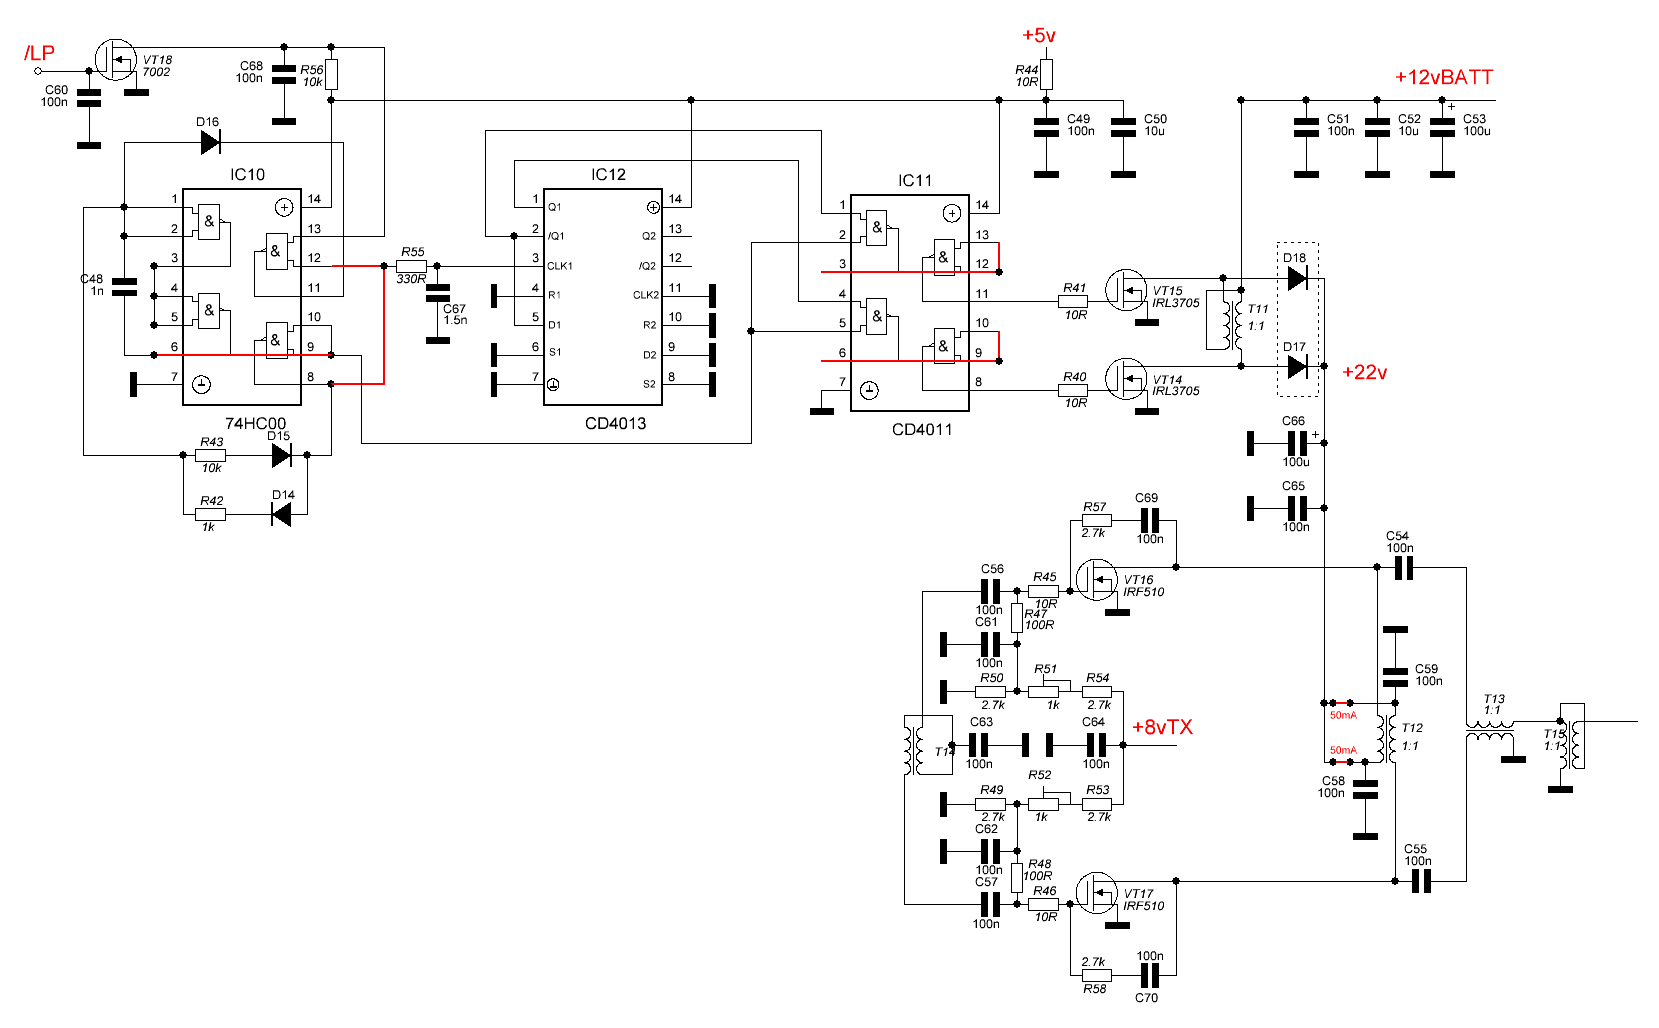 /LP
VT18
7002
C60
100n
C68
100n
R56
10k
D16
IC10
1
2
3
4
5
6
7
14
13
12
11
10
9
8
&
&
&
&
74HC00
C48
1n
R43
10k
D15
R42
1k
D14
R55
330R
C67
1.5n
IC12
1
2
3
4
5
6
7
14
13
12
11
10
9
8
Q1
/Q1
CLK1
R1
D1
S1
Q2
/Q2
CLK2
R2
D2
S2
CD4013
IC11
1
2
3
4
5
6
7
14
13
12
11
10
9
8
&
&
&
&
CD4011
+5v
R44
10R
C49
100n
C50
10u
+12vBATT
C51
100n
C52
10u
+
C53
100u
R41
10R
VT15
IRL3705
R40
10R
VT14
IRL3705
T11
1:1
D18
D17
+22v
C66
+
100u
C65
100n
R57
2.7k
C69
100n
C56
100n
R45
10R
VT16
IRF510
R47
100R
C61
100n
R50
2.7k
R51
1k
R54
2.7k
T14
C63
100n
C64
100n
+8vTX
R49
2.7k
R52
1k
R53
2.7k
C62
100n
R48
100R
C57
100n
R46
10R
VT17
IRF510
2.7k
R58
100n
C70
C54
100n
C59
100n
50mA
50mA
T12
1:1
C58
100n
C55
100n
T13
1:1
T15
1:1